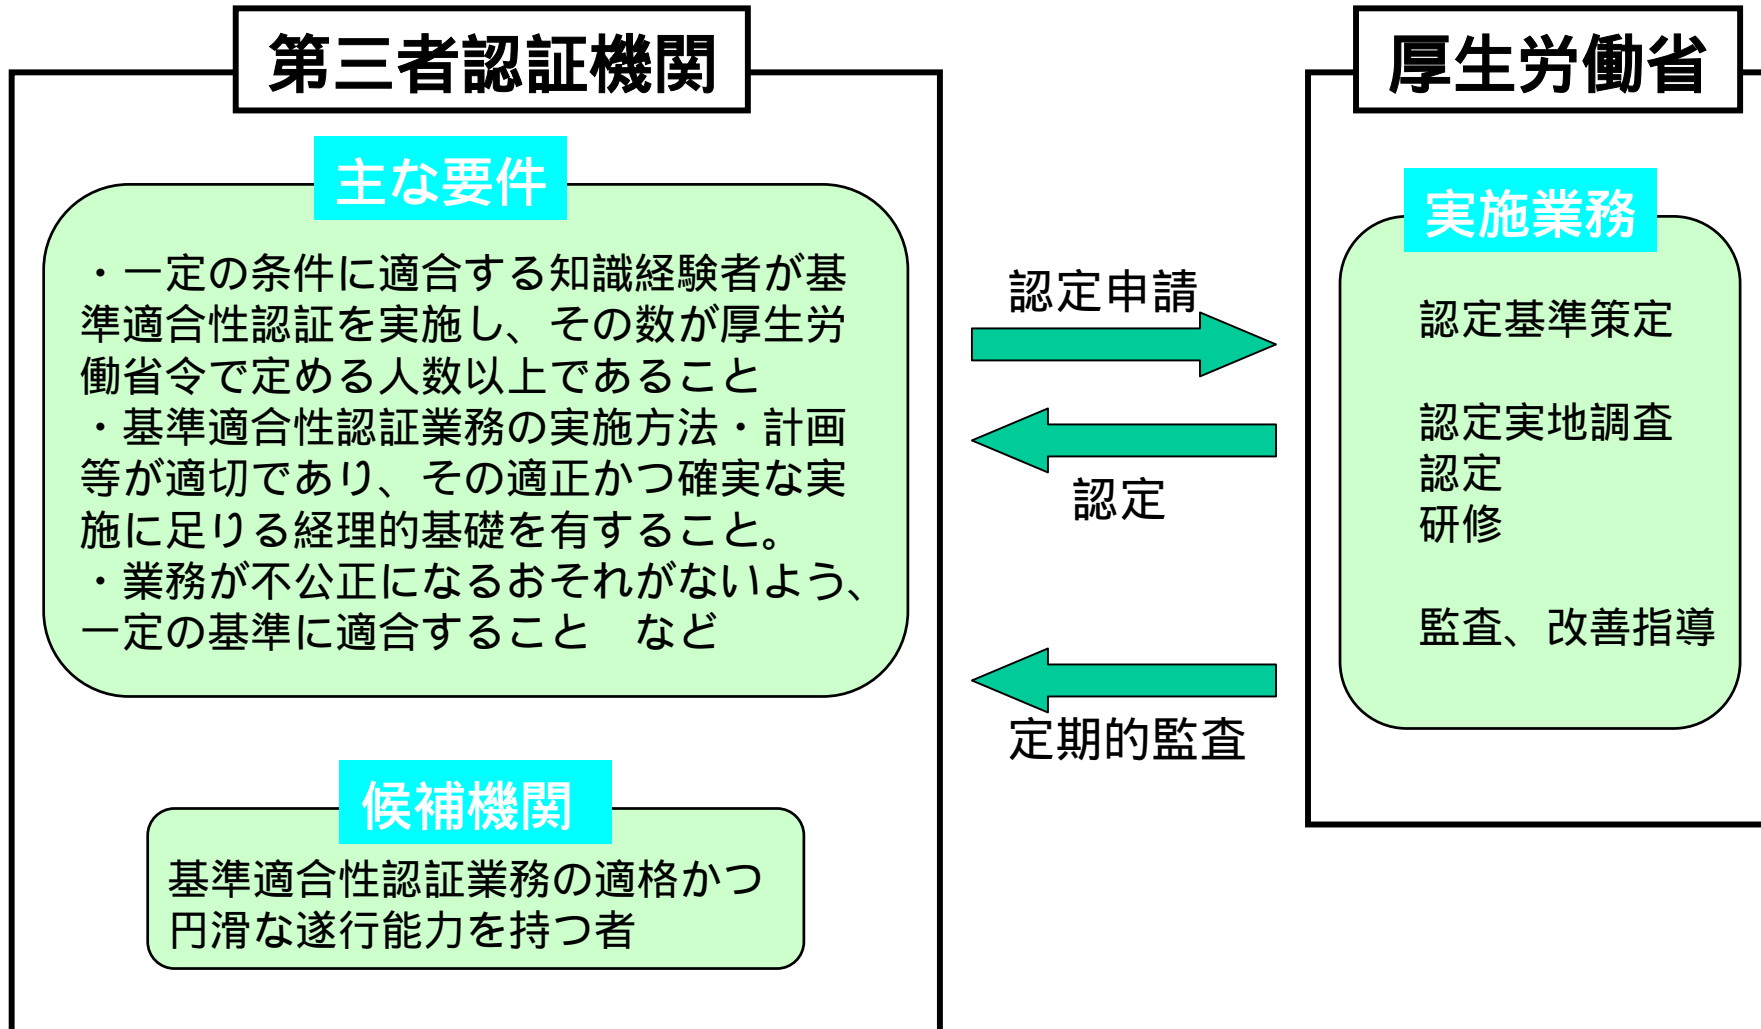 第三者認証機関
主な要件
・一定の条件に適合する知識経験者が基
準適合性認証を実施し、その数が厚生労
働省令で定める人数以上であること
・基準適合性認証業務の実施方法・計画
等が適切であり、その適正かつ確実な実
施に足りる経理的基礎を有すること。
・業務が不公正になるおそれがないよう、
一定の基準に適合すること　など
候補機関
基準適合性認証業務の適格かつ
円滑な遂行能力を持つ者
認定申請
認定
定期的監査
厚生労働省
実施業務
認定基準策定
認定実地調査
認定
研修
監査、改善指導